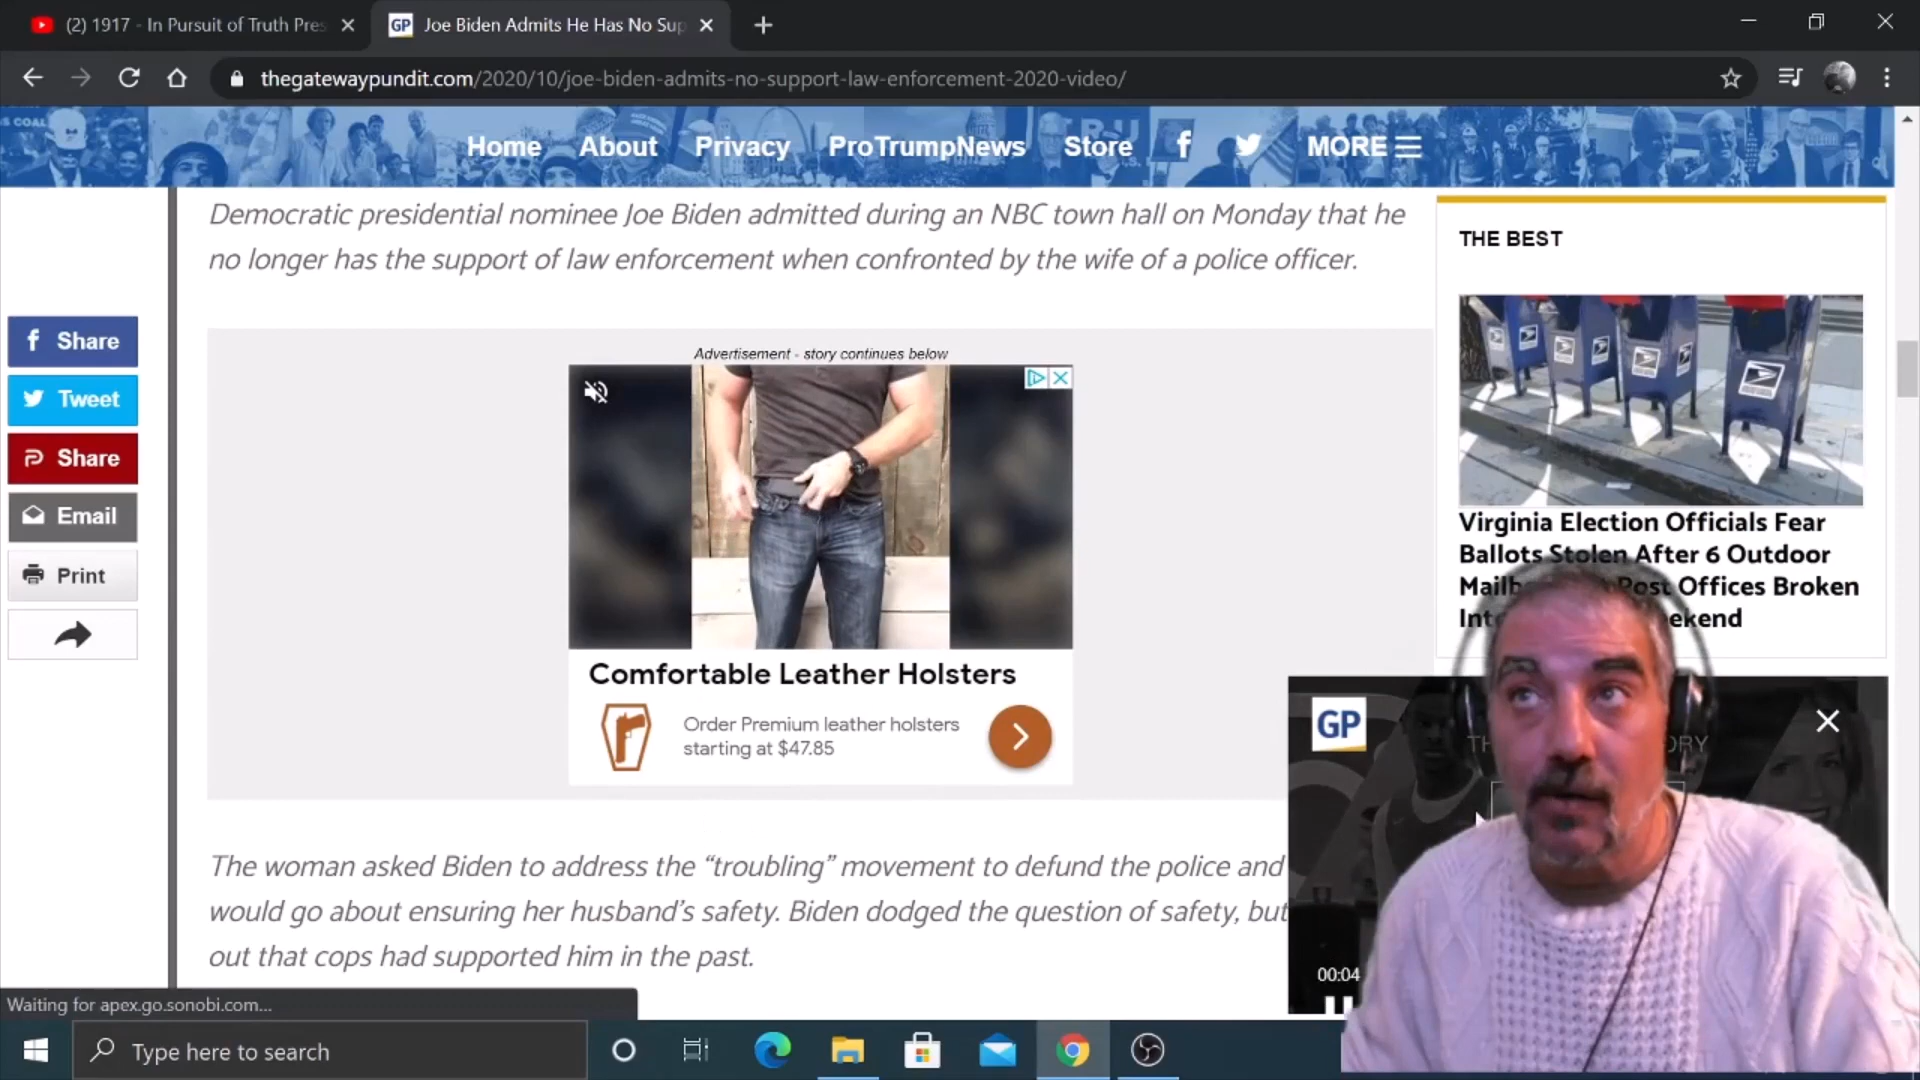 (2) 1917 - In Pursuit of Truth Pres
GP Joe Biden Admits He Has No Sup
thegatewaypundit.com/2020/10/joe-biden-admits-no-support-law-enforcement-2020-video/
Home About Privacy ProTrumpNews Store MORE
Democratic presidential nominee Joe Biden admitted during an NBC town hall on Monday that he
no longer has the support of law enforcement when confronted by the wife of a police officer.
THE BEST
Share
Tweet
Share
Email
Print
Advertisement - story continues below
Comfortable Leather Holsters
Order Premium leather holsters
starting at $47.85
Virginia Election Officials Fear
Ballots Stolen After 6 Outdoor
Post Offices Broken
GP
The woman asked Biden to address the “troubling” movement to defund the police and
would go about ensuring her husband’s safety. Biden dodged the question of safety, but
out that cops had supported him in the past.
00:04
Waiting for apex.go.sonobi.com...
Type here to search